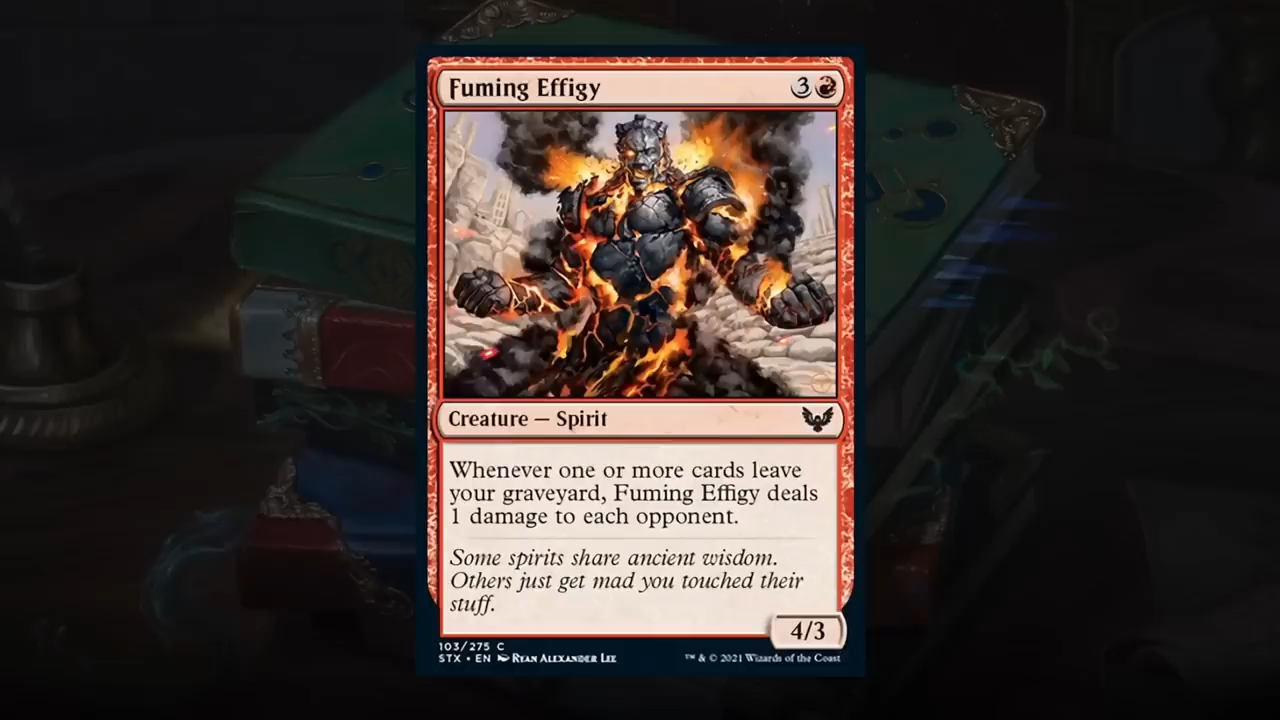 Fuming Effigy 3
Creature — Spirit
Whenever one or more cards leave
your graveyard, Fuming Effigy deals
1 damage to each opponent.
Some spirits share ancient wisdom.
Others just get mad you touched their
stuff.
4/3
103/275 C
STX • EN Ryan Alexander Lee
™ & © 2021 Wizards of the Coast